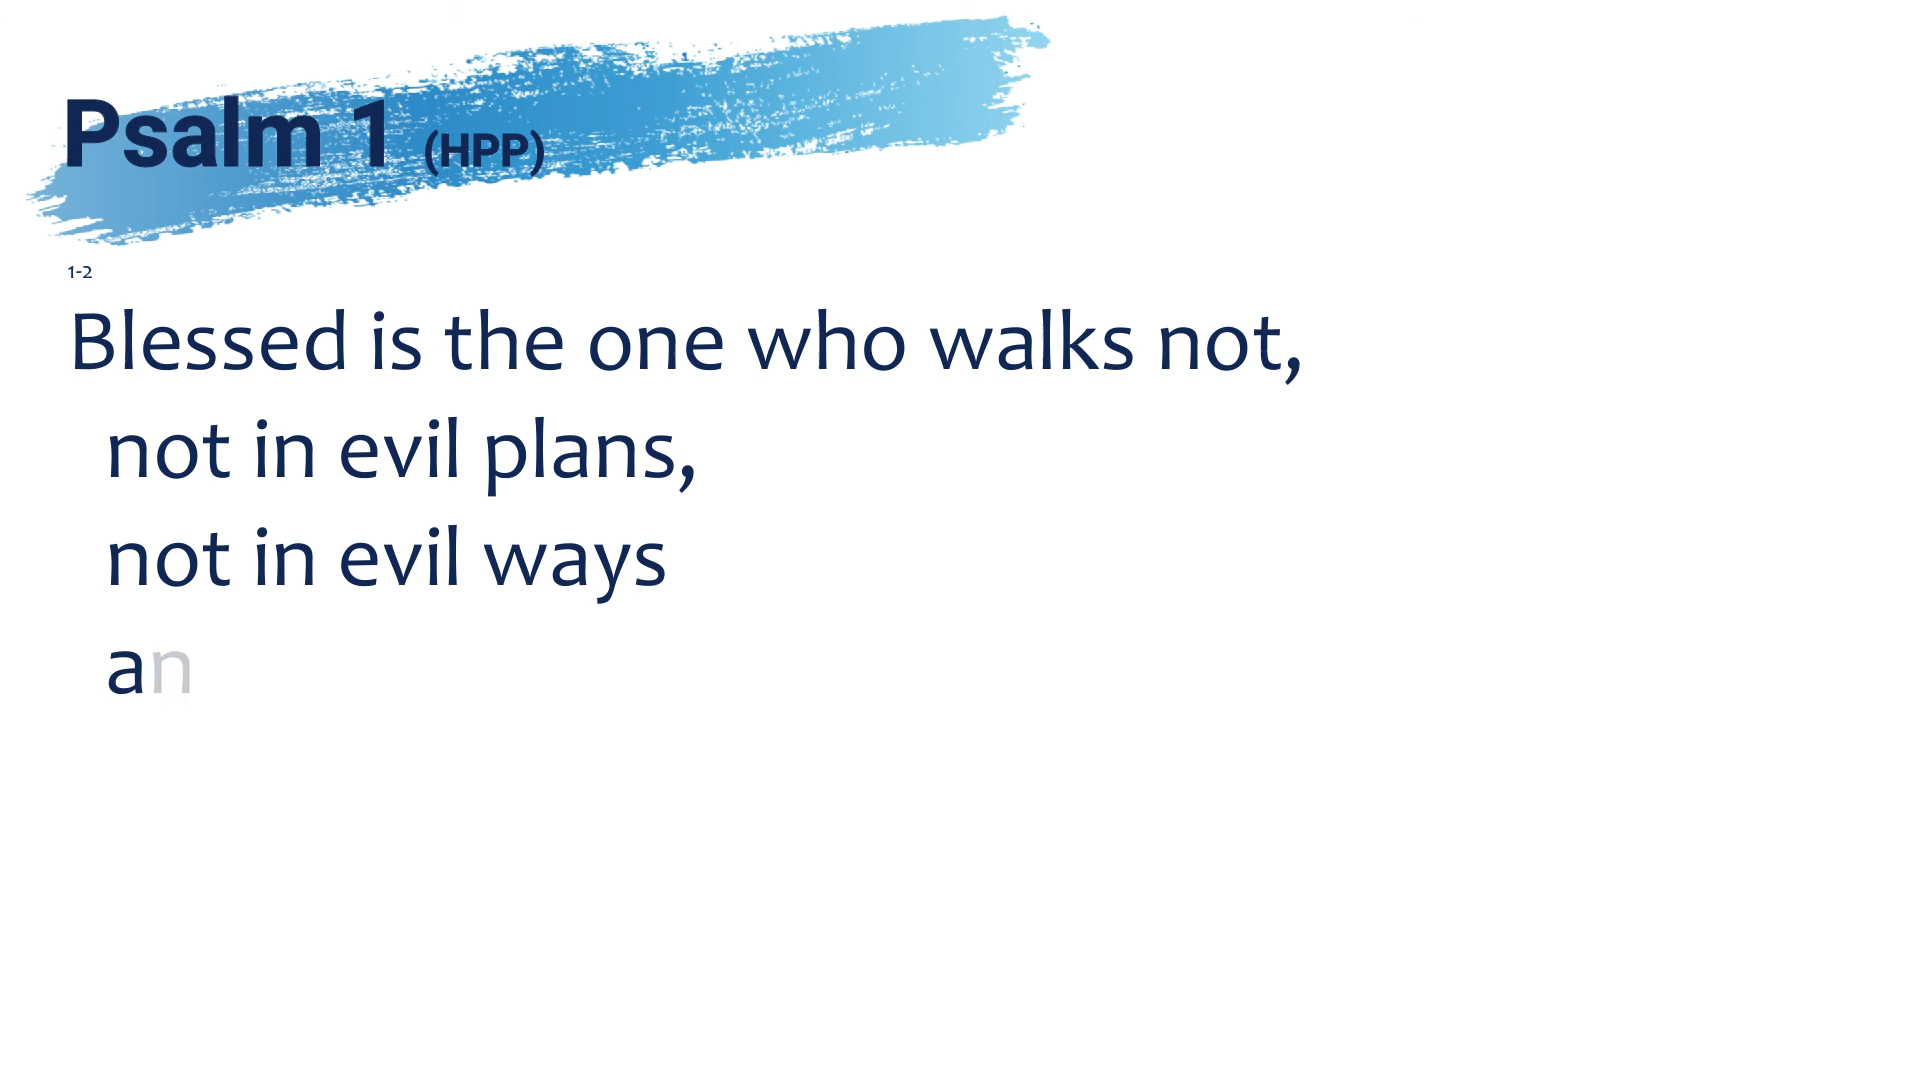 Psalm 1 (HPP)
1-2
Blessed is the one who walks not,
not in evil plans,
not in evil ways
an